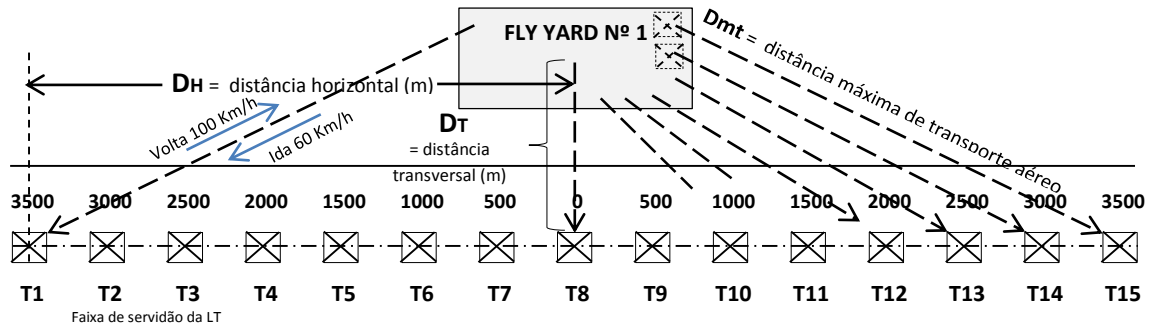 FLY YARD Nº 1
Dmt = distância máxima de transporte aéreo
DH = distância horizontal (m)
Volta 100 Km/h
Ida 60 Km/h
DT
= distância
transversal (m)
3500 3000 2500 2000 1500 1000 500 0 500 1000 1500 2000 2500 3000 3500
T1 T2 T3 T4 T5 T6 T7 T8 T9 T10 T11 T12 T13 T14 T15
Faixa de servidão da LT